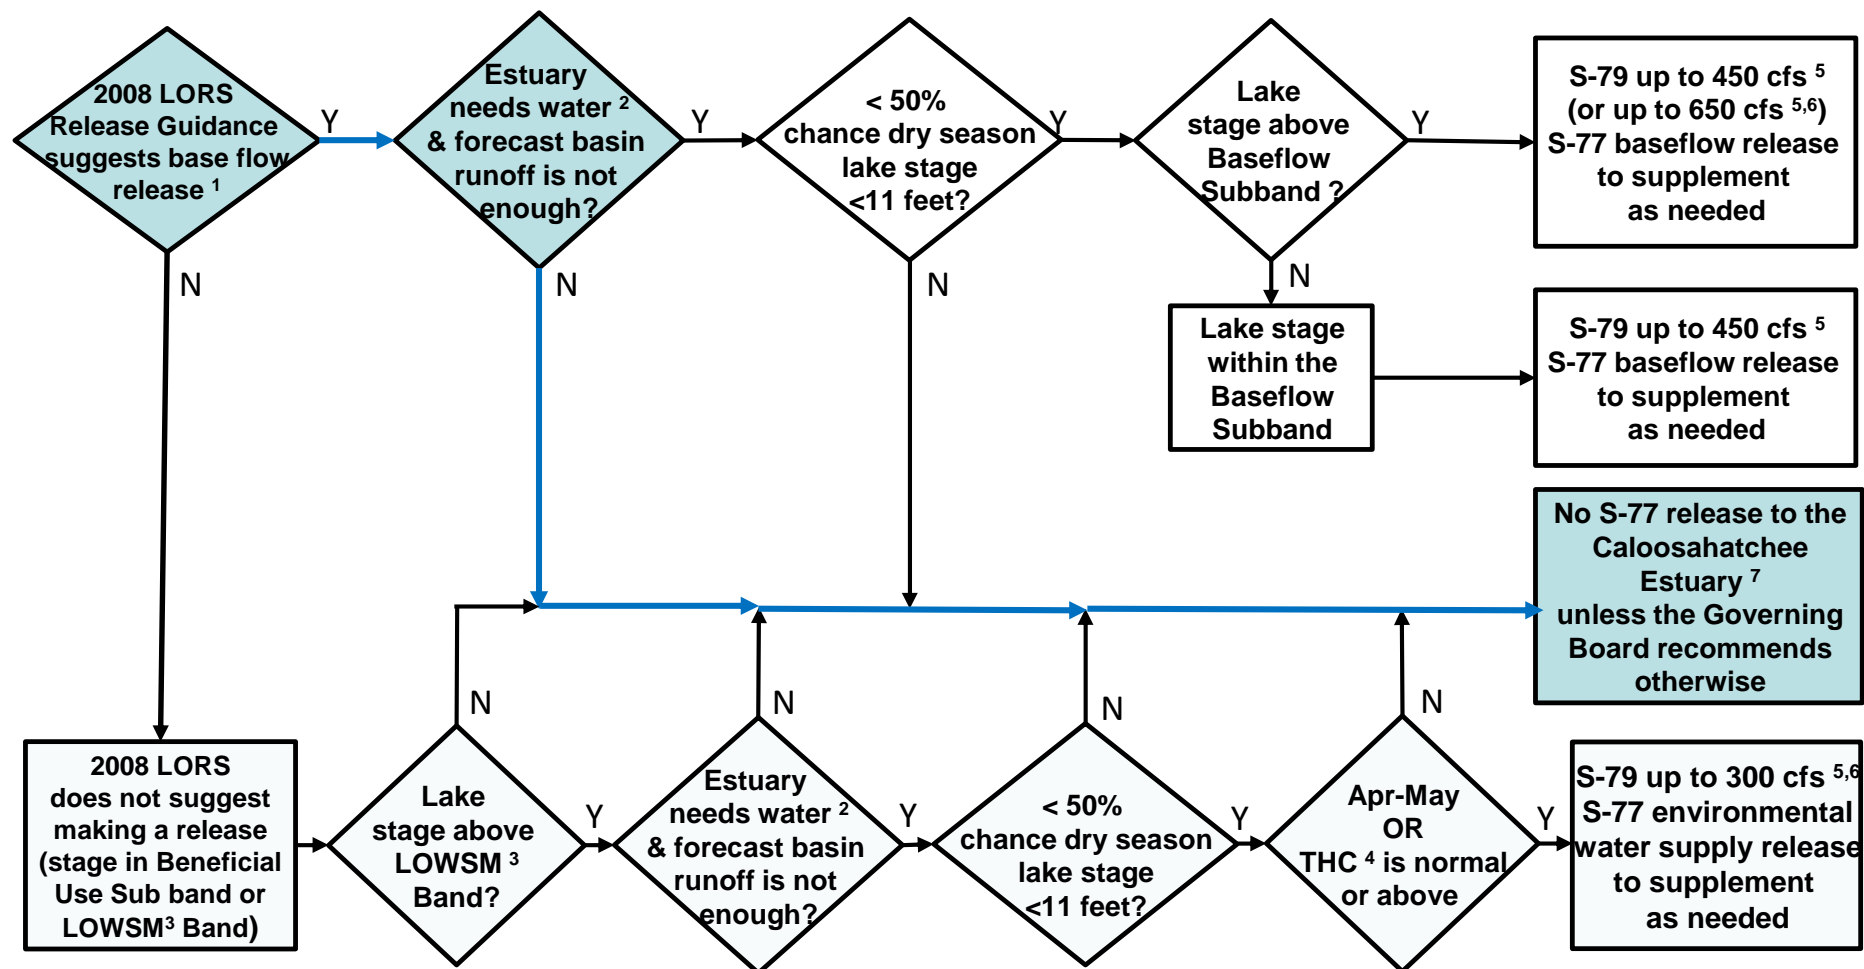 2008 LORS
Release Guidance
suggests base flow
release ¹
Y
N
Estuary
needs water ²
& forecast basin
runoff is not
enough?
Y
N
< 50%
chance dry season
lake stage
<11 feet?
Y
N
Lake
stage above
Baseflow
Subband ?
Y
N
S-79 up to 450 cfs ⁵
(or up to 650 cfs ⁵,⁶)
S-77 baseflow release
to supplement
as needed
Lake stage
within the
Baseflow
Subband
S-79 up to 450 cfs ⁵
S-77 baseflow release
to supplement
as needed
No S-77 release to the
Caloosahatchee
Estuary ⁷
unless the Governing
Board recommends
otherwise
2008 LORS
does not suggest
making a release
(stage in Beneficial
Use Sub band or
LOWSM³ Band)
Lake
stage above
LOWSM ³
Band?
N
Y
Estuary
needs water ²
& forecast basin
runoff is not
enough?
N
Y
< 50%
chance dry season
lake stage
<11 feet?
N
Y
Apr-May
OR
THC ⁴ is normal
or above
N
Y
S-79 up to 300 cfs ⁵,⁶
S-77 environmental
water supply release
to supplement
as needed